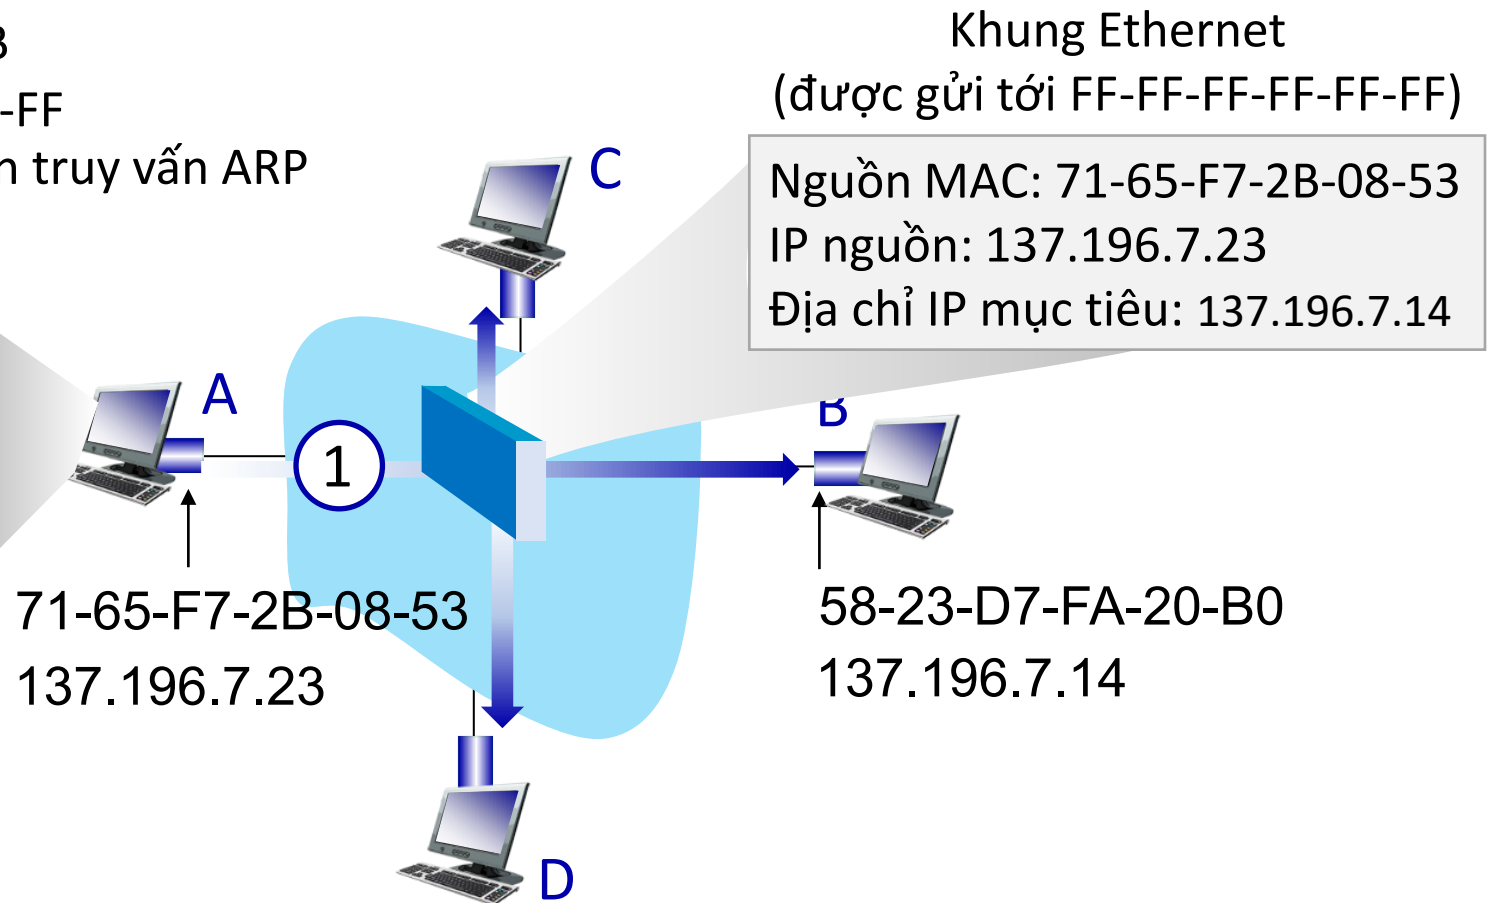 -FF
truy vấn ARP
Khung Ethernet
(được gửi tới FF-FF-FF-FF-FF-FF)
Nguồn MAC: 71-65-F7-2B-08-53
IP nguồn: 137.196.7.23
Địa chỉ IP mục tiêu: 137.196.7.14
C
A
B
1
71-65-F7-2B-08-53
137.196.7.23
58-23-D7-FA-20-B0
137.196.7.14
D